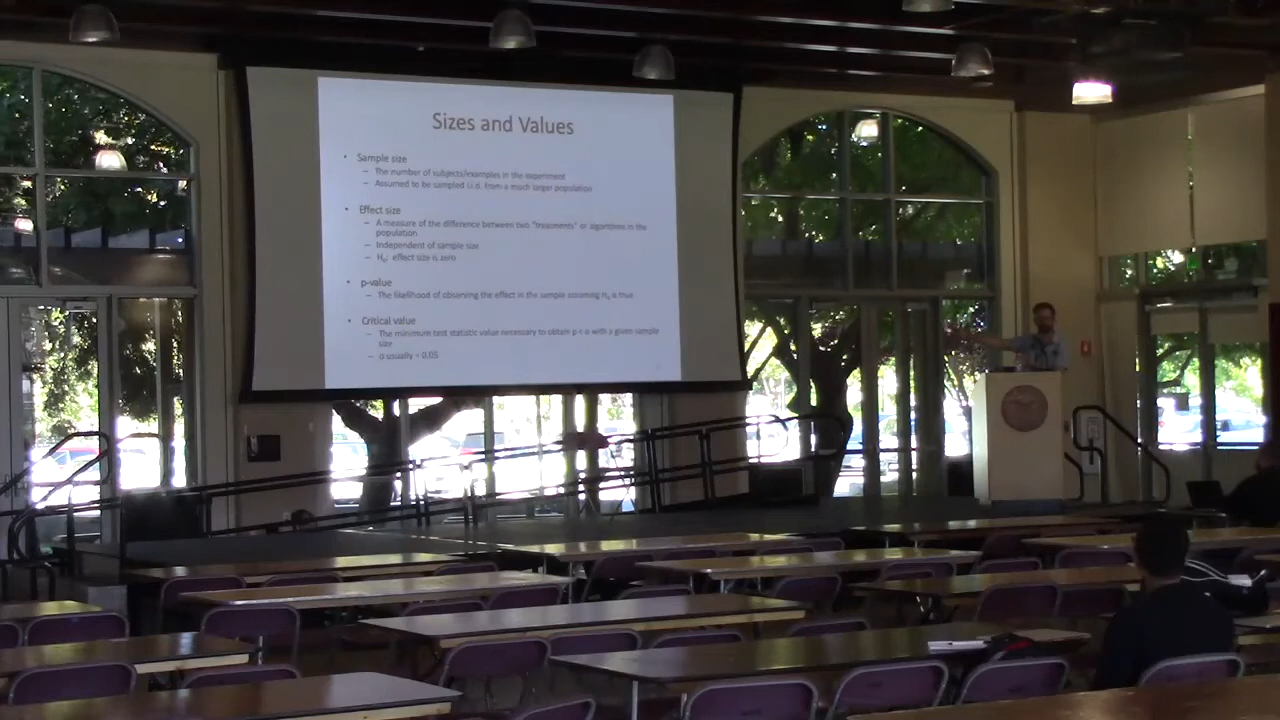 Sizes and Values
• Sample size
– The number of subjects/examples in the experiment
– Assumed to be sampled i.i.d. from a much larger population
• Effect size
– A measure of the difference between two "treatments" or algorithms in the
population
– Independent of sample size
– H₀: effect size is zero
• p-value
– The likelihood of observing the effect in the sample assuming H₀ is true
• Critical value
– The minimum test statistic value necessary to obtain p < α with a given sample
size
– α usually = 0.05